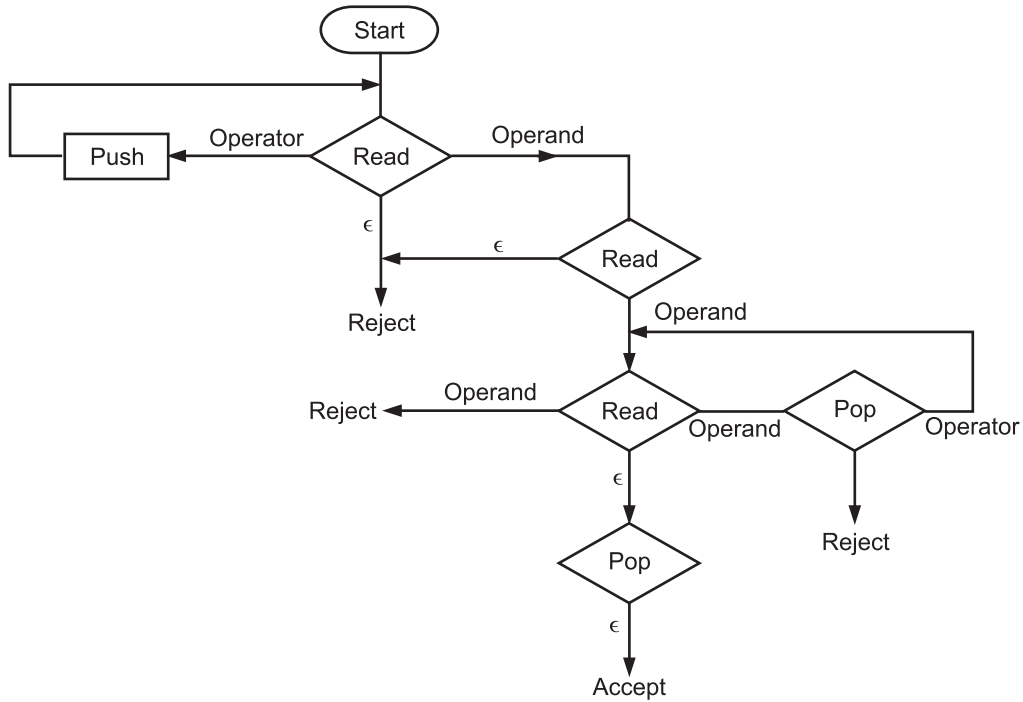 Start
Operator
Operand
Push
Read
ϵ
ϵ
Read
Reject
Operand
Operand
Reject
Read
Pop
Operand
Operator
ϵ
Reject
Pop
ϵ
Accept